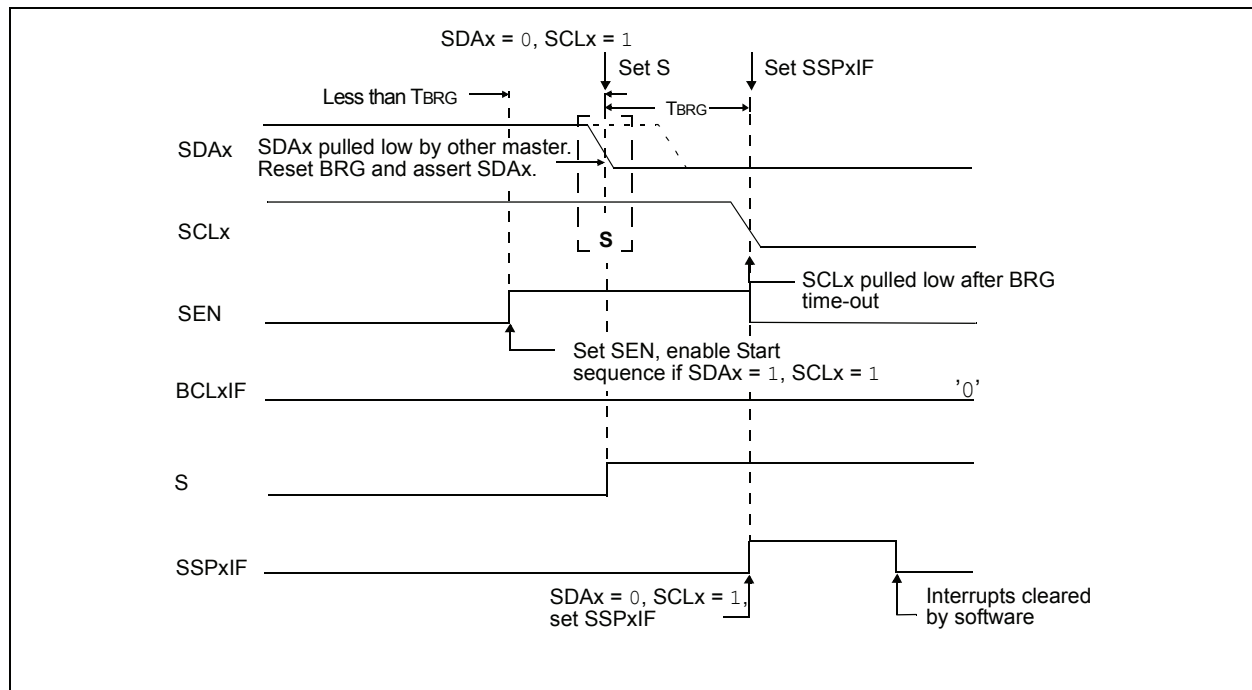 SDAx = 0, SCLx = 1
Set S
Set SSPxIF
Less than TBRG
TBRG
SDAx
SDAx pulled low by other master.
Reset BRG and assert SDAx.
SCLx
S
SCLx pulled low after BRG
time-out
SEN
Set SEN, enable Start
sequence if SDAx = 1, SCLx = 1
BCLxIF
'0'
S
SSPxIF
SDAx = 0, SCLx = 1,
set SSPxIF
Interrupts cleared
by software